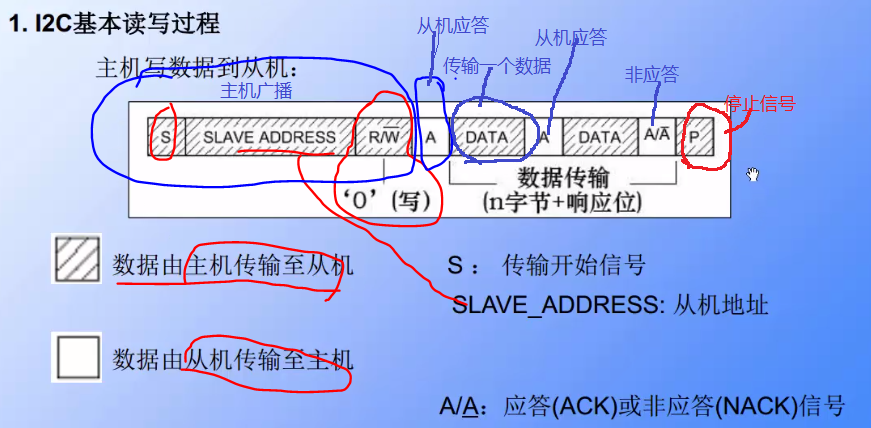 1. I2C基本读写过程
从机应答
从机应答
主机写数据到从机：
传输一个数据
非应答
主机广播
停止信号
S SLAVE ADDRESS R/W̅ A DATA A DATA A/A̅ P
‘0’(写)
数据传输
(n字节+响应位)
数据由主机传输至从机
S： 传输开始信号
SLAVE_ADDRESS: 从机地址
数据由从机传输至主机
A/A̲：应答(ACK)或非应答(NACK)信号